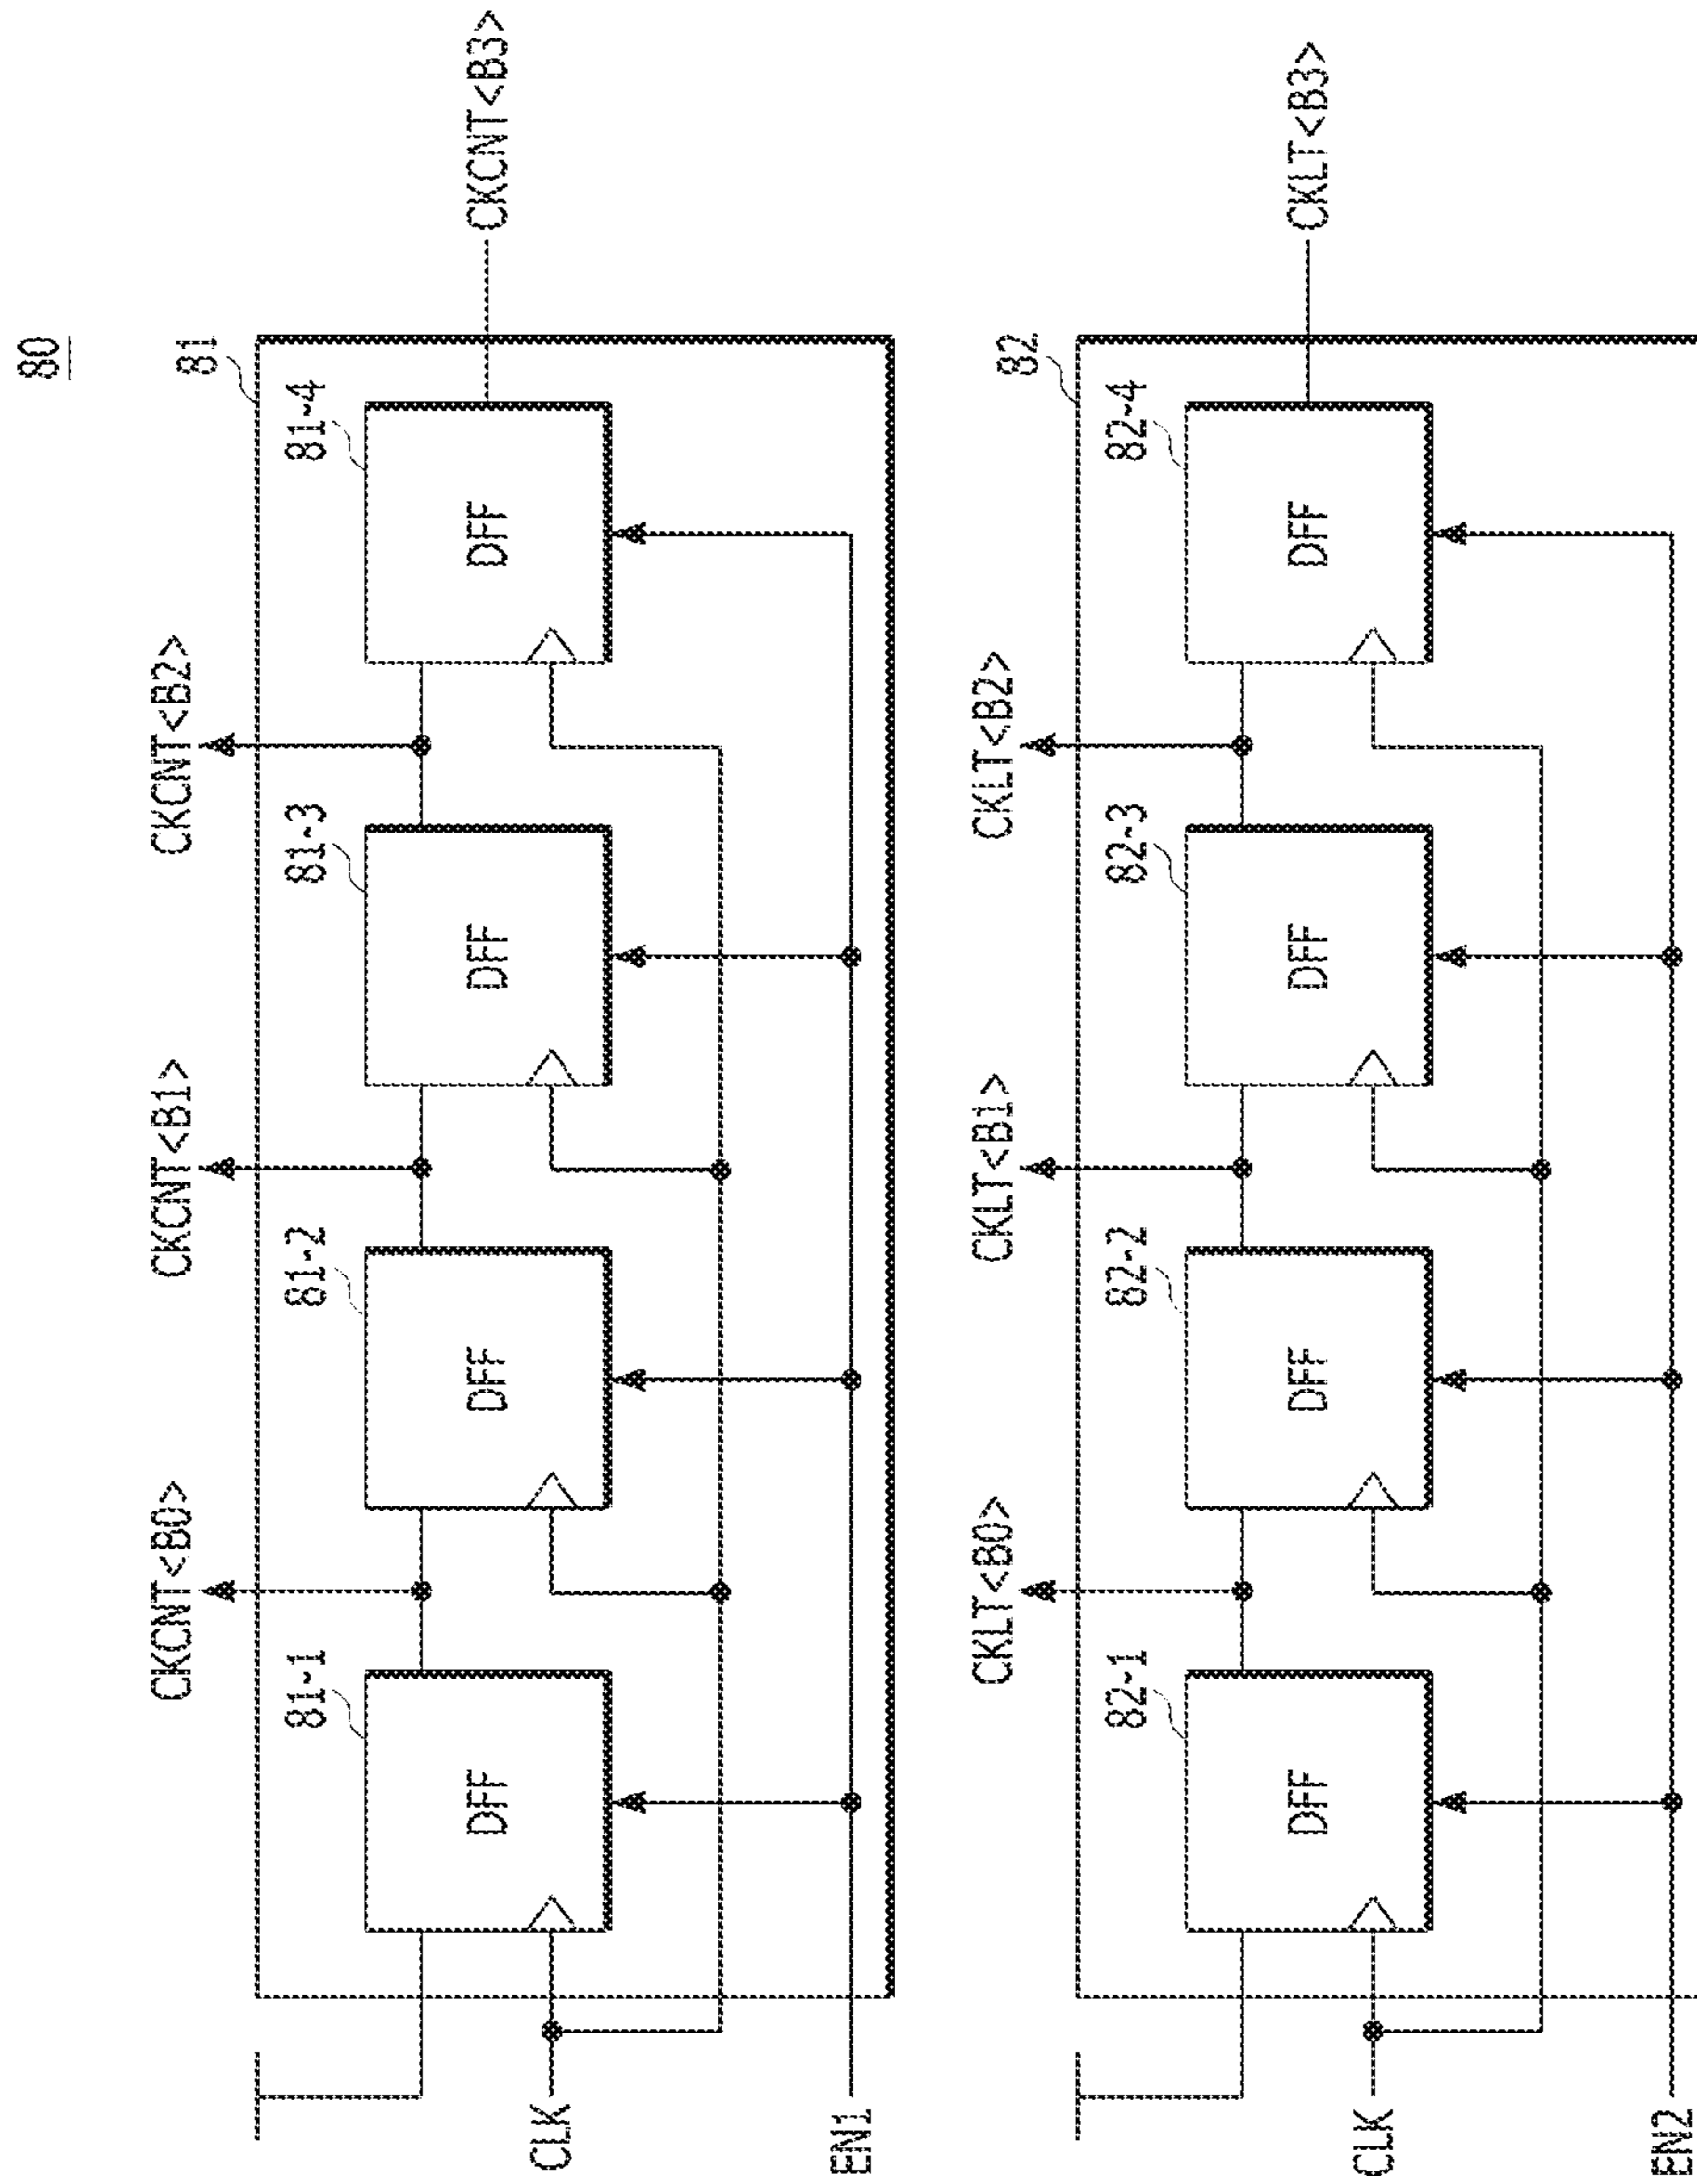 80
81
CKCNT<B0>
CKCNT<B1>
CKCNT<B2>
81-1
81-2
81-3
81-4
DFF
DFF
DFF
DFF
CKCNT<B3>
CLK
EN1
82
CKLT<B0>
CKLT<B1>
CKLT<B2>
82-1
82-2
82-3
82-4
DFF
DFF
DFF
DFF
CKLT<B3>
CLK
EN2